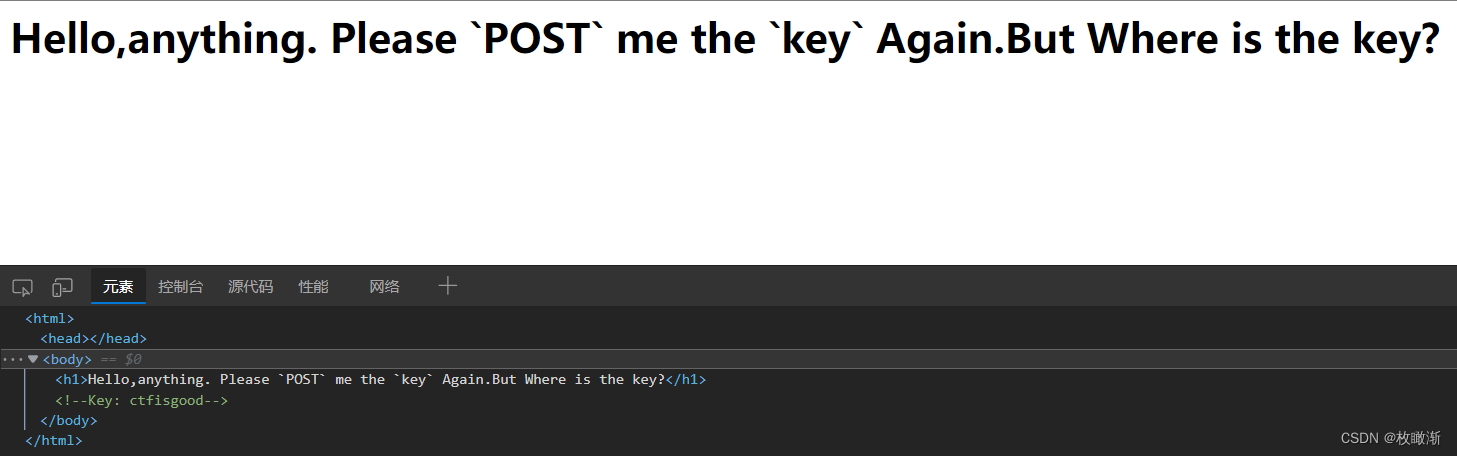 Hello,anything. Please `POST` me the `key` Again.But Where is the key?
元素 控制台 源代码 性能 网络
<html>
<head></head>
··· ▼ <body> == $0
<h1>Hello,anything. Please `POST` me the `key` Again.But Where is the key?</h1>
<!--Key: ctfisgood-->
</body>
</html>
CSDN @枚瞰渐